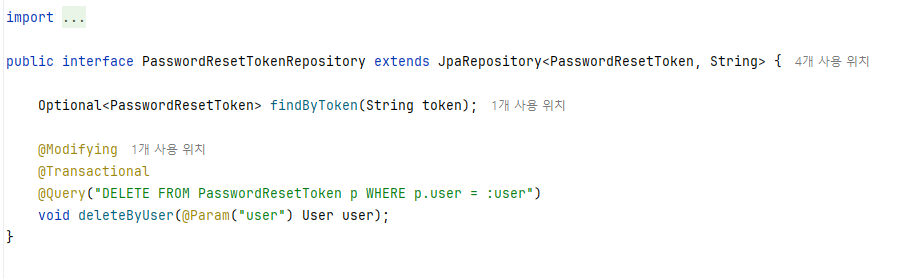 import ...
public interface PasswordResetTokenRepository extends JpaRepository<PasswordResetToken, String> { 4개 사용 위치
Optional<PasswordResetToken> findByToken(String token); 1개 사용 위치
@Modifying 1개 사용 위치
@Transactional
@Query("DELETE FROM PasswordResetToken p WHERE p.user = :user")
void deleteByUser(@Param("user") User user);
}